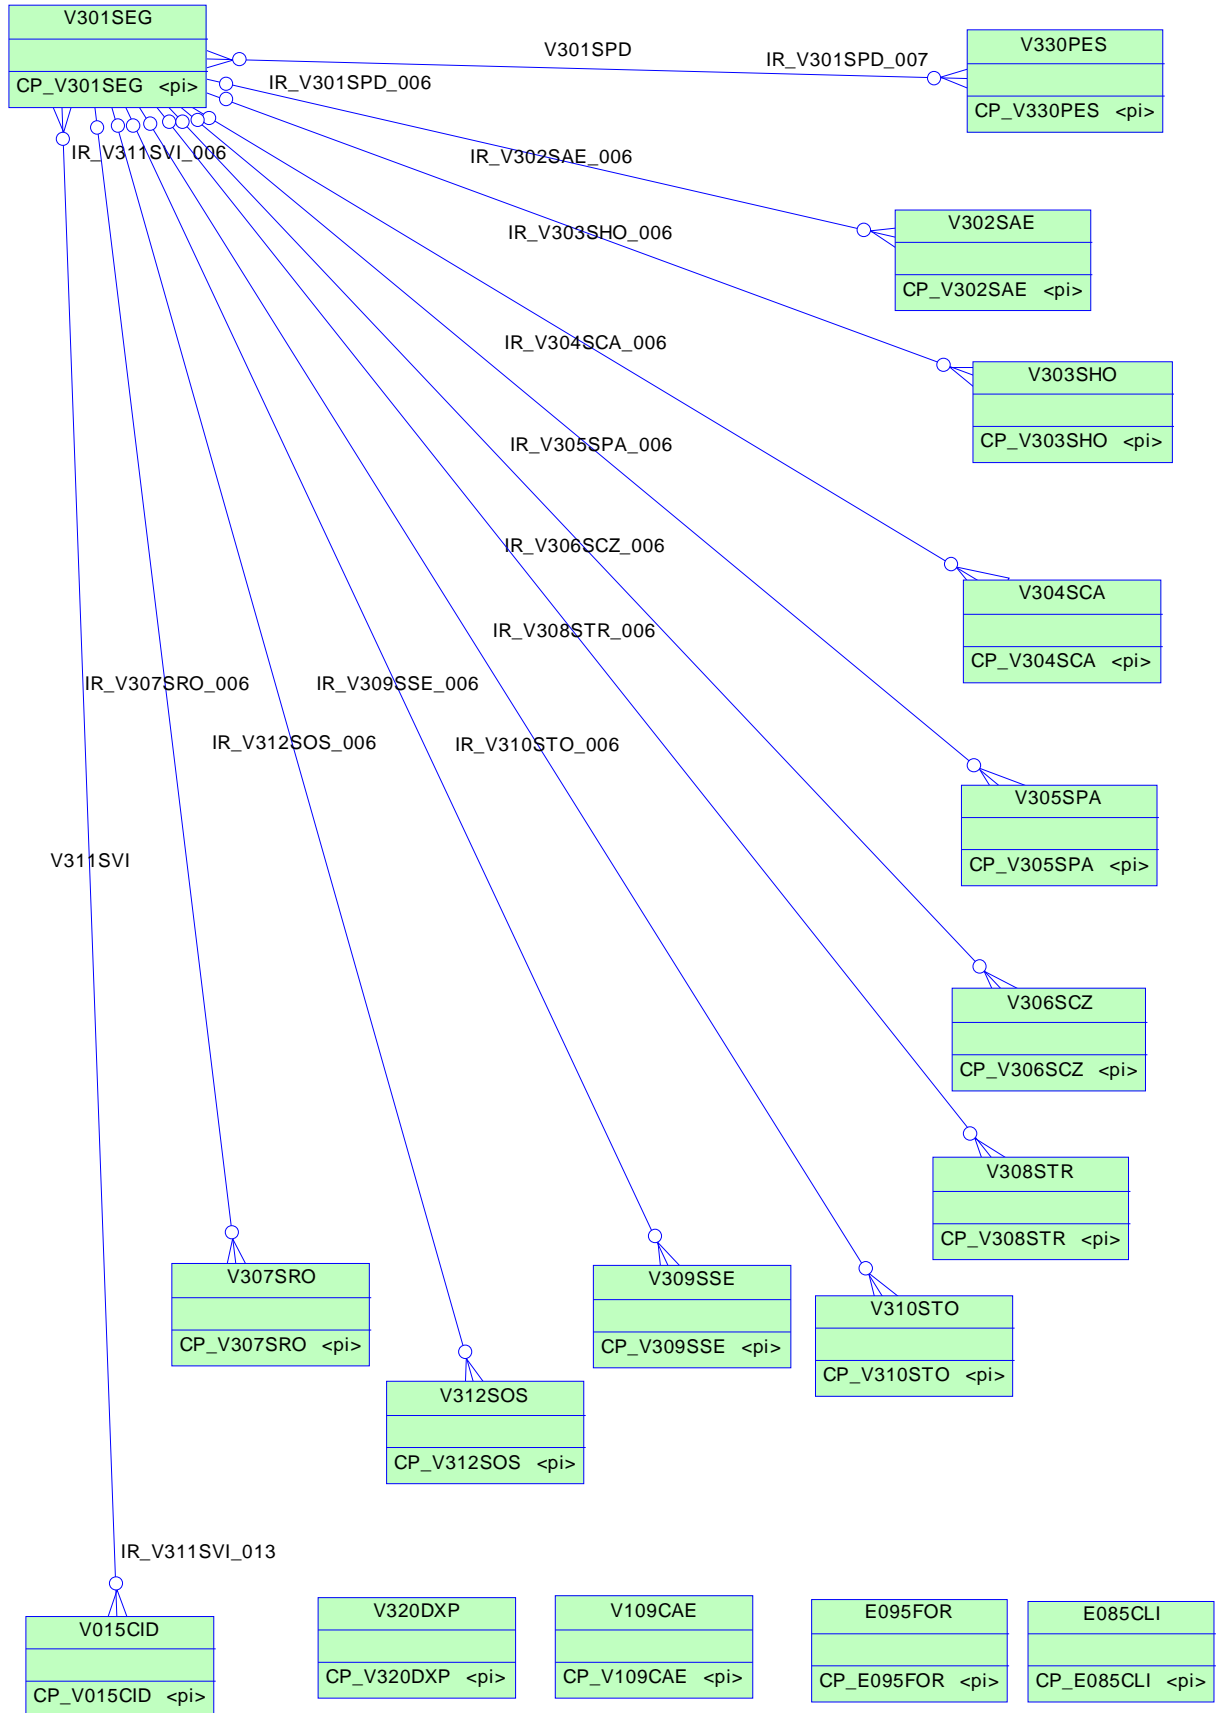 V301SEG
CP_V301SEG <pi>
V301SPD
IR_V301SPD_007
IR_V301SPD_006
V330PES
CP_V330PES <pi>
IR_V311SVI_006
IR_V302SAE_006
V302SAE
CP_V302SAE <pi>
IR_V303SHO_006
V303SHO
CP_V303SHO <pi>
IR_V304SCA_006
V304SCA
CP_V304SCA <pi>
IR_V305SPA_006
V305SPA
CP_V305SPA <pi>
IR_V306SCZ_006
V306SCZ
CP_V306SCZ <pi>
IR_V308STR_006
V308STR
CP_V308STR <pi>
IR_V307SRO_006
IR_V309SSE_006
IR_V312SOS_006
IR_V310STO_006
V311SVI
V307SRO
CP_V307SRO <pi>
V309SSE
CP_V309SSE <pi>
V310STO
CP_V310STO <pi>
V312SOS
CP_V312SOS <pi>
IR_V311SVI_013
V015CID
CP_V015CID <pi>
V320DXP
CP_V320DXP <pi>
V109CAE
CP_V109CAE <pi>
E095FOR
CP_E095FOR <pi>
E085CLI
CP_E085CLI <pi>